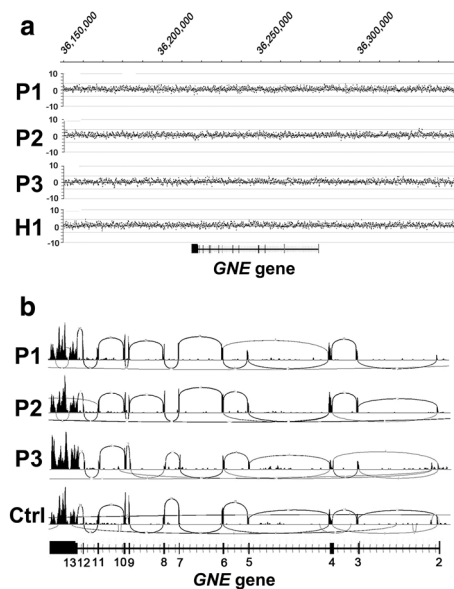 a
36,150,000 36,200,000 36,250,000 36,300,000
P1 10 0 -10
P2 10 0 -10
P3 10 0 -10
H1 10 0 -10
GNE gene
b
P1
P2
P3
Ctrl
13 12 11 10 9 8 7 6 5 4 3 2
GNE gene